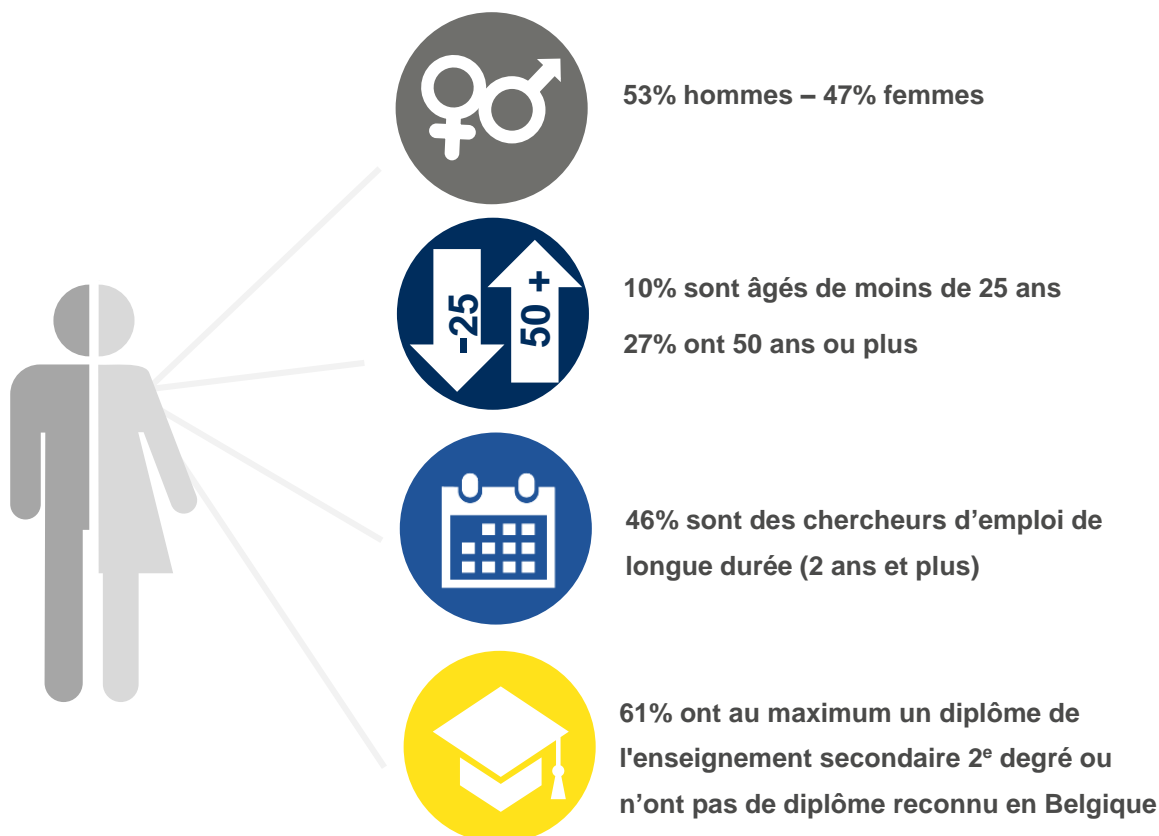 53% hommes – 47% femmes
-25
50 +
10% sont âgés de moins de 25 ans
27% ont 50 ans ou plus
46% sont des chercheurs d’emploi de
longue durée (2 ans et plus)
61% ont au maximum un diplôme de
l'enseignement secondaire 2e degré ou
n’ont pas de diplôme reconnu en Belgique